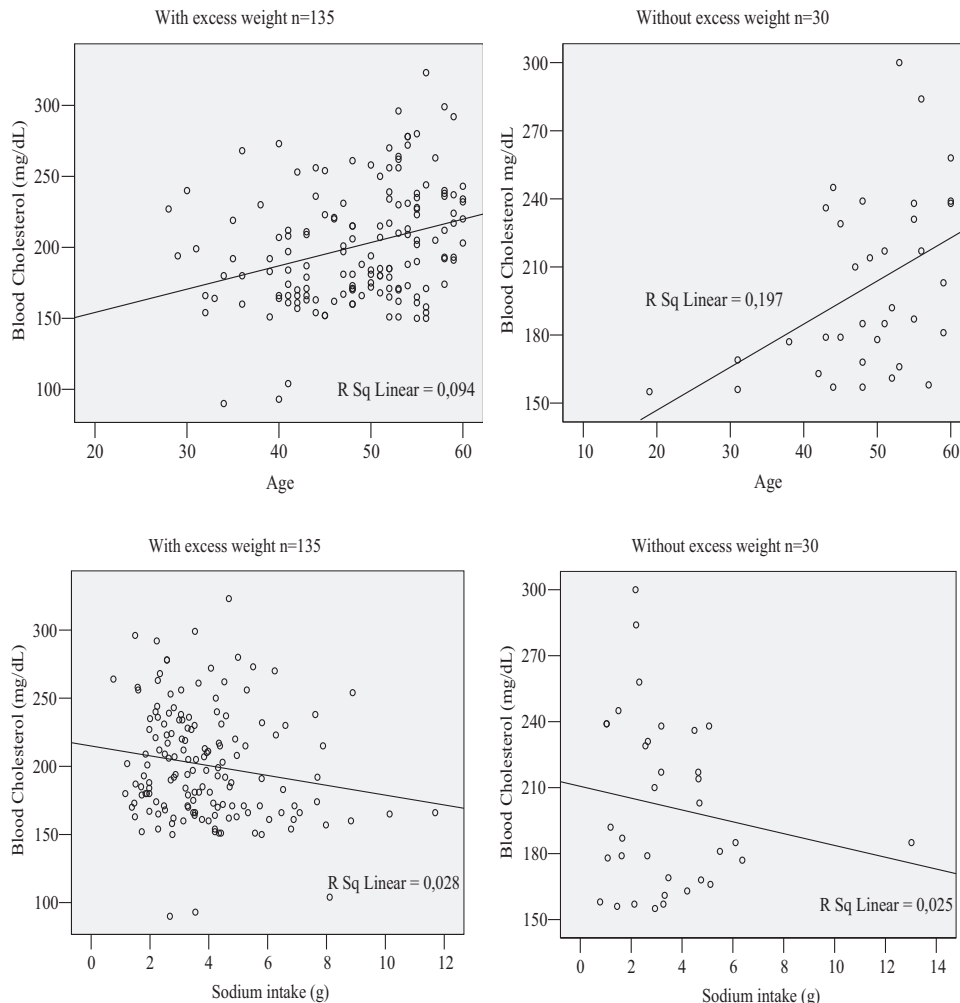 With excess weight n=135
Blood Cholesterol (mg/dL)
300
250
200
150
100
R Sq Linear = 0,094
20 30 40 50 60
Age
Without excess weight n=30
Blood Cholesterol mg/dL
300
270
240
210
180
150
R Sq Linear = 0,197
10 20 30 40 50 60
Age
With excess weight n=135
Blood Cholesterol (mg/dL)
300
250
200
150
100
R Sq Linear = 0,028
0 2 4 6 8 10 12
Sodium intake (g)
Without excess weight n=30
Blood Cholesterol (mg/dL)
300
270
240
210
180
150
R Sq Linear = 0,025
0 2 4 6 8 10 12 14
Sodium intake (g)